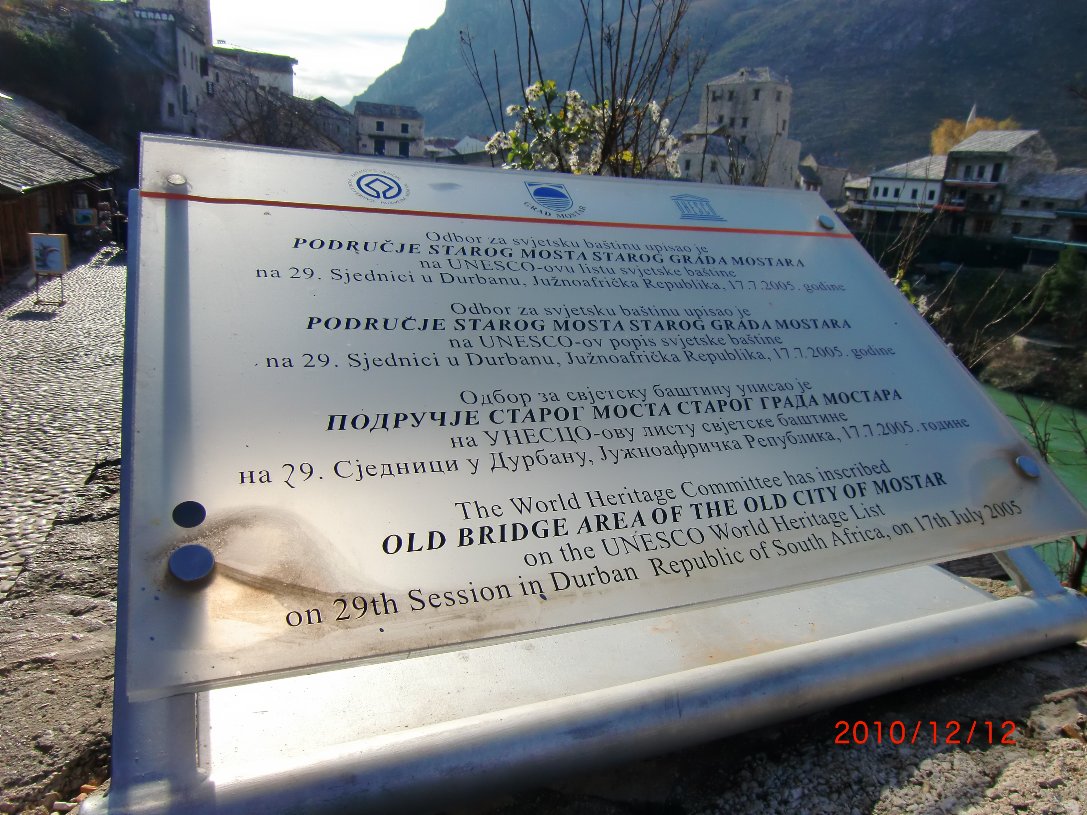 TERASA
GRAD MOSTAR
Odbor za svjetsku baštinu upisao je
PODRUČJE STAROG MOSTA STAROG GRADA MOSTARA
na UNESCO-ovu listu svjetske baštine
na 29. Sjednici u Durbanu, Južnoafrička Republika, 17.7.2005. godine
Odbor za svjetsku baštinu upisao je
PODRUČJE STAROG MOSTA STAROG GRADA MOSTARA
na UNESCO-ov popis svjetske baštine
na 29. Sjednici u Durbanu, Južnoafrička Republika, 17.7.2005. godine
Одбор за свјетску баштину уписао је
ПОДРУЧЈЕ СТАРОГ МОСТА СТАРОГ ГРАДА МОСТАРА
на УНЕСЦО-ову листу свјетске баштине
на 29. Сједници у Дурбану, Јужноафричка Република, 17.7.2005. године
The World Heritage Committee has inscribed
OLD BRIDGE AREA OF THE OLD CITY OF MOSTAR
on the UNESCO World Heritage List
on 29th Session in Durban Republic of South Africa, on 17th July 2005
2010/12/12